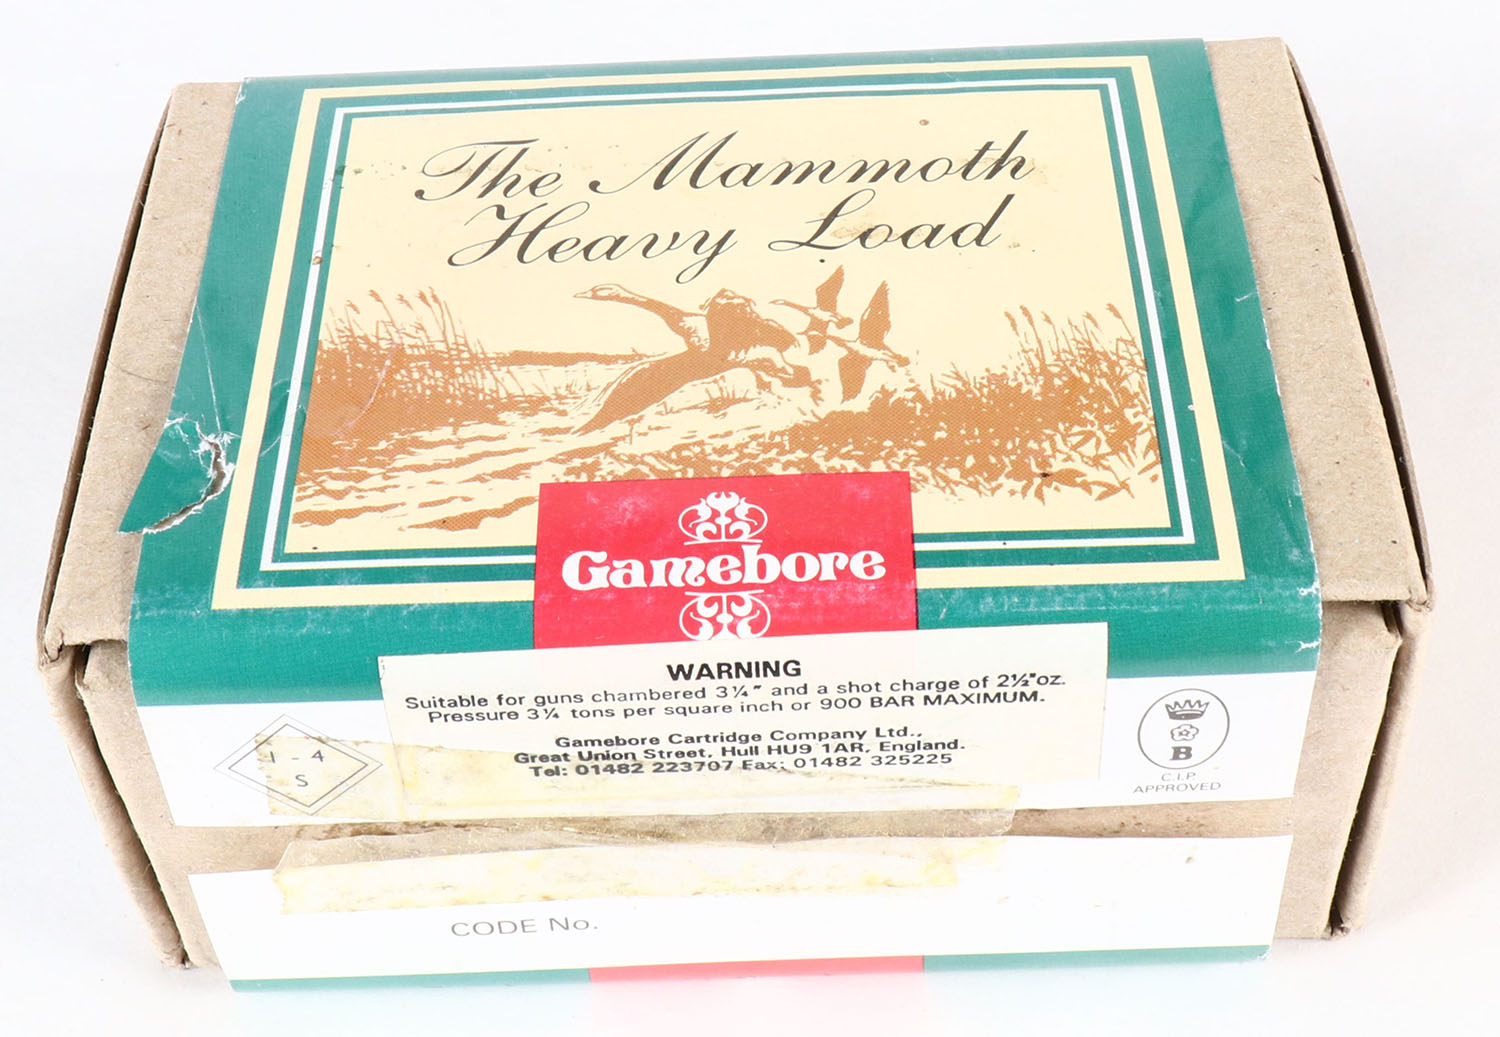 The Mammoth
Heavy Load
Gamebore
WARNING
Suitable for guns chambered 3¼" and a shot charge of 2½"oz.
Pressure 3¼ tons per square inch or 900 BAR MAXIMUM.
Gamebore Cartridge Company Ltd.,
Great Union Street, Hull HU9 1AR, England.
Tel: 01482 223707 Fax: 01482 325225
1 - 4
S
B
C.I.P.
APPROVED
CODE No.